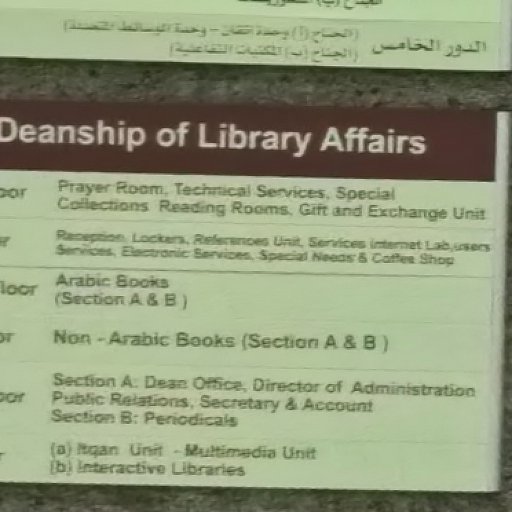 (الجناح (أ) وحدة اتقان - وحدة الوسائط المتعددة)
الدور الخامس
(الجناح (ب) المكتبات التفاعلية)
Deanship of Library Affairs
oor Prayer Room, Technical Services, Special
Collections Reading Rooms, Gift and Exchange Unit
Reception, Lockers, References Unit, Services Internet Lab,users
Services, Electronic Services, Special Needs & Coffee Shop
loor Arabic Books
(Section A & B )
or Non - Arabic Books (Section A & B )
Section A: Dean Office, Director of Administration
oor Public Relations, Secretary & Account
Section B: Periodicals
(a) Itqan Unit - Multimedia Unit
(b) Interactive Libraries